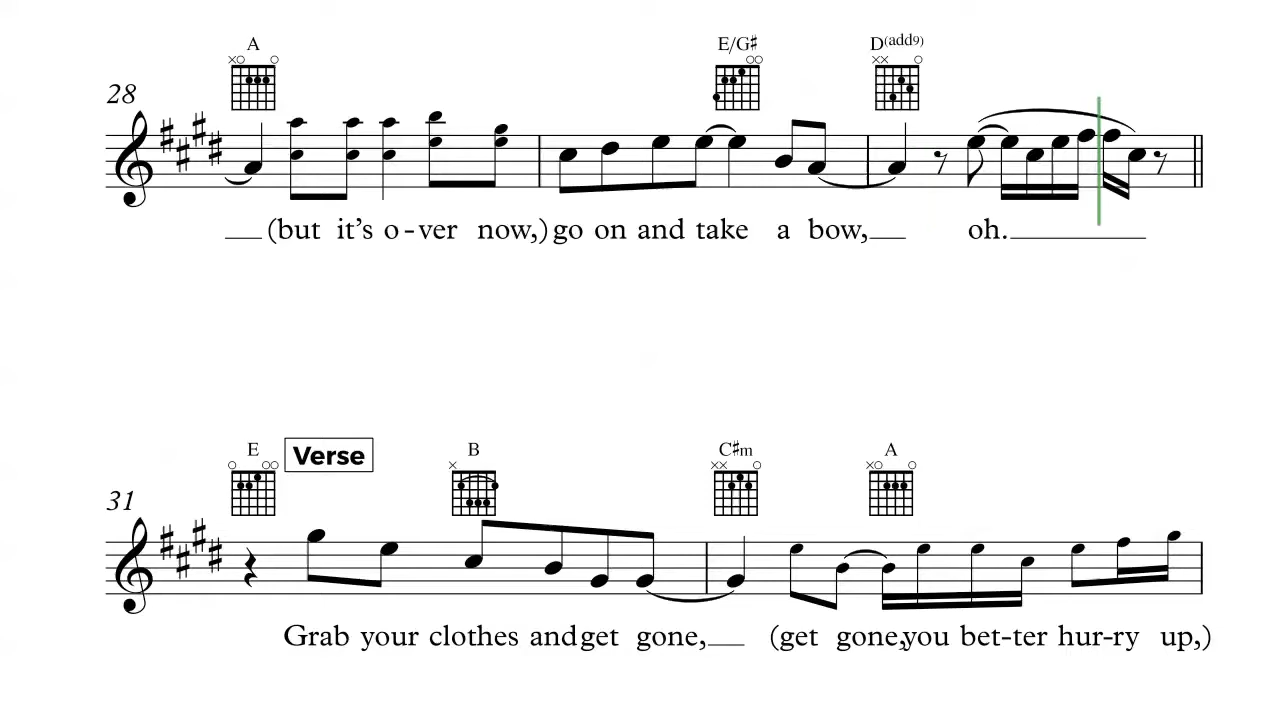 A E/G♯ D(add9)
28
(but it’s o - ver now,) go on and take a bow, oh.
E Verse B C♯m A
31
Grab your clothes and get gone, (get gone, you bet - ter hur - ry up,)